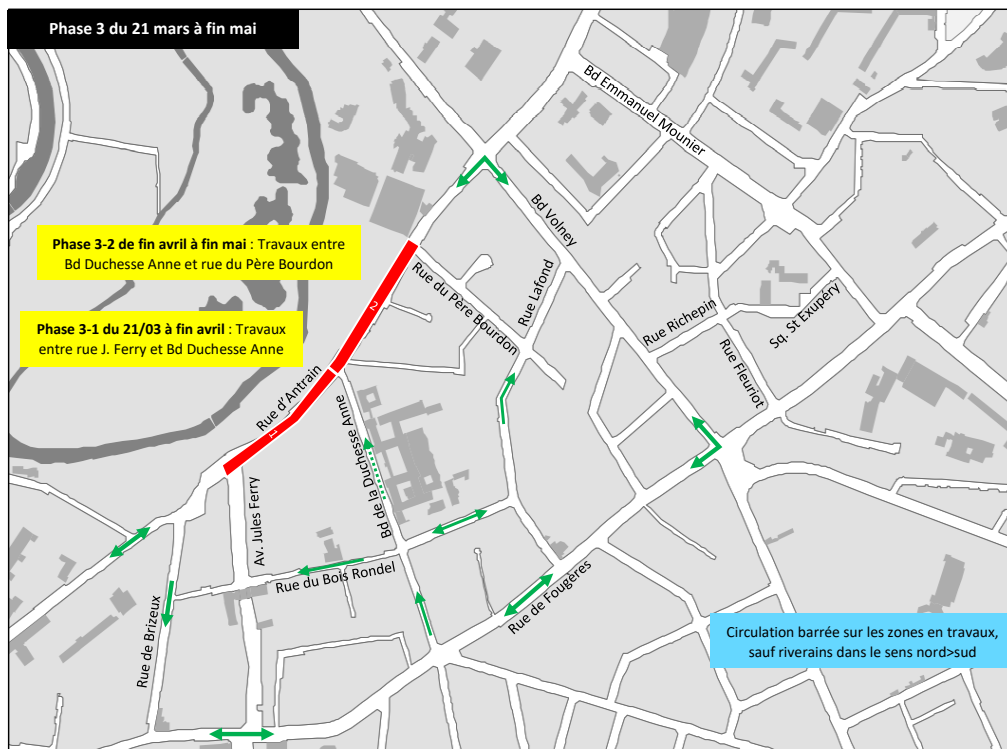 Phase 3 du 21 mars à fin mai
Bd Emmanuel Mounier
Bd Volney
Phase 3-2 de fin avril à fin mai : Travaux entre
Bd Duchesse Anne et rue du Père Bourdon
Rue du Père Bourdon
Rue Lafond
Sq. St Exupéry
Rue Richepin
2
Phase 3-1 du 21/03 à fin avril : Travaux
entre rue J. Ferry et Bd Duchesse Anne
Rue Fleuriot
Rue d'Antrain
1
Bd de la Duchesse Anne
Av. Jules Ferry
Rue du Bois Rondel
Rue de Fougères
Rue de Brizeux
Circulation barrée sur les zones en travaux,
sauf riverains dans le sens nord>sud